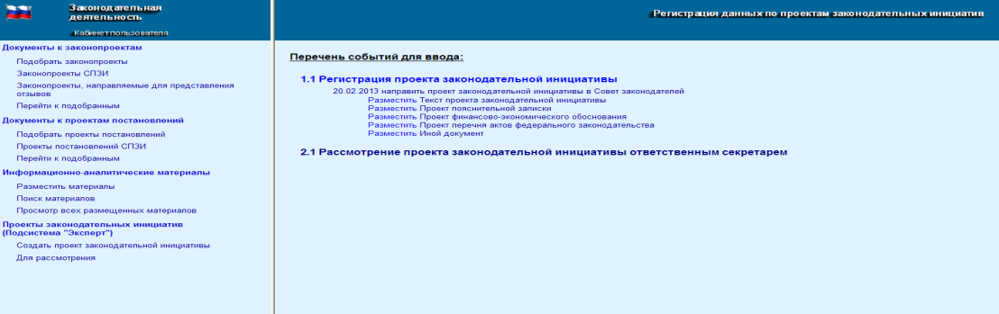 Законодательная
деятельность
Кабинет пользователя
Документы к законопроектам
Подобрать законопроекты
Законопроекты СПЗИ
Законопроекты, направляемые для представления
отзывов
Перейти к подобранным
Документы к проектам постановлений
Подобрать проекты постановлений
Проекты постановлений СПЗИ
Перейти к подобранным
Информационно-аналитические материалы
Разместить материалы
Поиск материалов
Просмотр всех размещенных материалов
Проекты законодательных инициатив
(Подсистема "Эксперт")
Создать проект законодательной инициативы
Для рассмотрения
Регистрация данных по проектам законодательных инициатив
Перечень событий для ввода:
1.1 Регистрация проекта законодательной инициативы
20.02.2013 направить проект законодательной инициативы в Совет законодателей
Разместить Текст проекта законодательной инициативы
Разместить Проект пояснительной записки
Разместить Проект финансово-экономического обоснования
Разместить Проект перечня актов федерального законодательства
Разместить Иной документ
2.1 Рассмотрение проекта законодательной инициативы ответственным секретарем